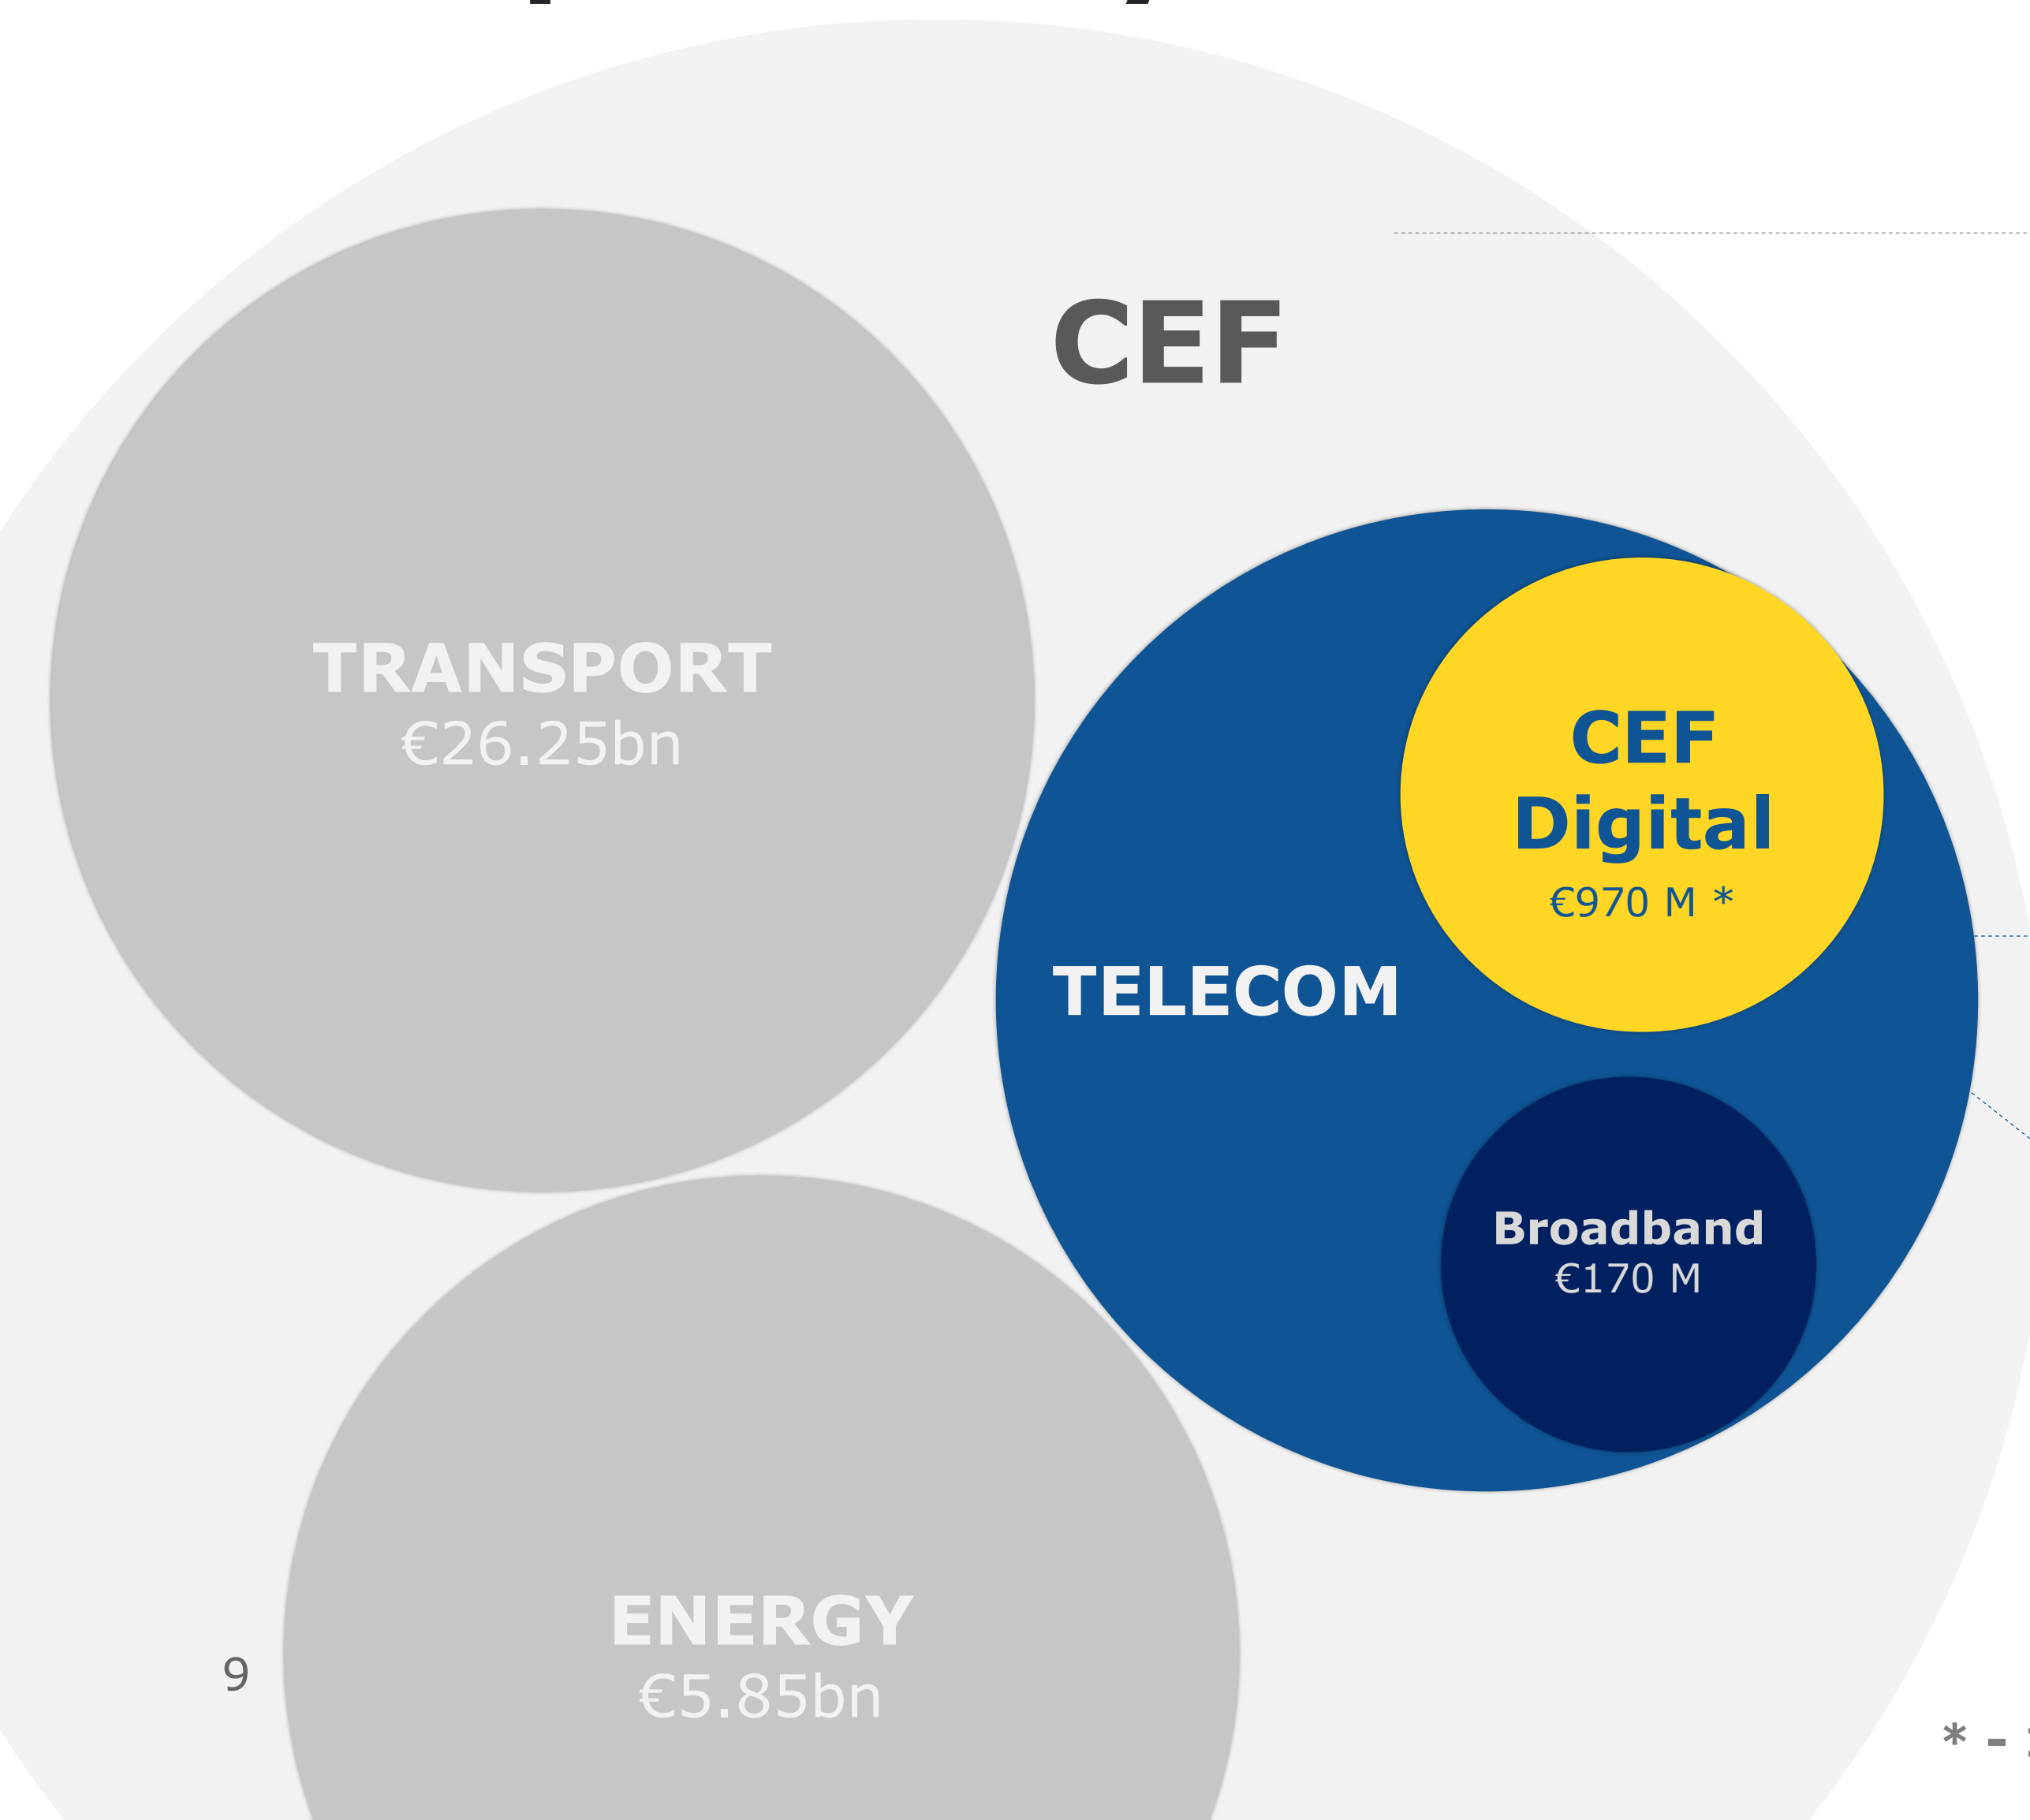 CEF
TRANSPORT
€26.25bn
CEF
Digital
€970 M *
TELECOM
Broadband
€170 M
ENERGY
€5.85bn
9
* -